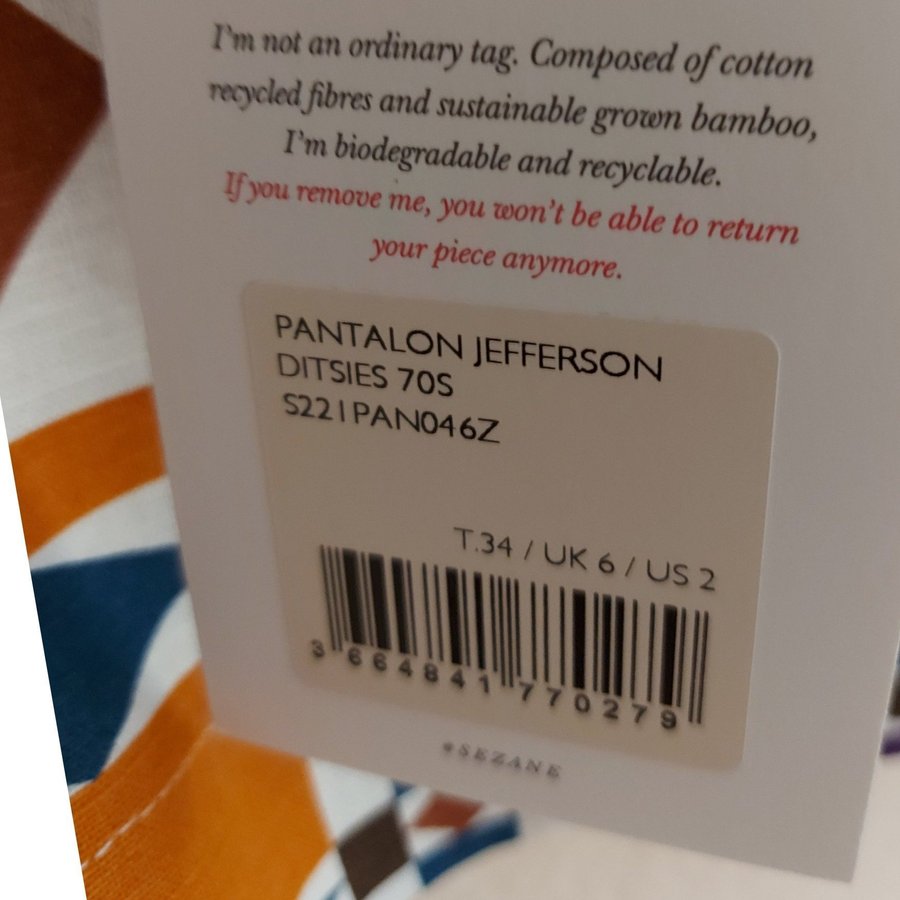 I'm not an ordinary tag. Composed of cotton
recycled fibres and sustainable grown bamboo,
I'm biodegradable and recyclable.
If you remove me, you won't be able to return
your piece anymore.
PANTALON JEFFERSON
DITSIES 70S
S221PAN046Z
T.34 / UK 6 / US 2
3 664841 770279
@SEZANE